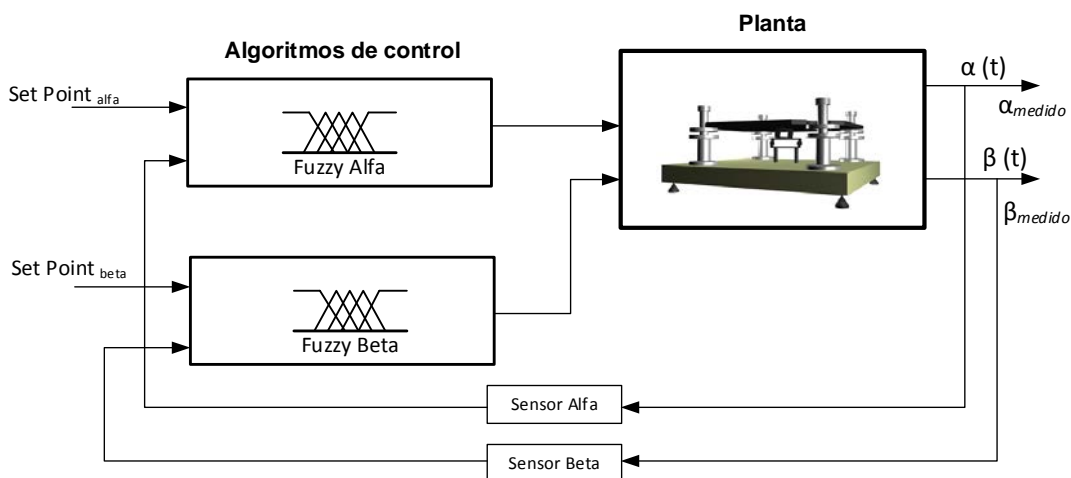 Planta
Algoritmos de control
Set Point alfa
Fuzzy Alfa
α (t)
αmedido
β (t)
βmedido
Set Point beta
Fuzzy Beta
Sensor Alfa
Sensor Beta